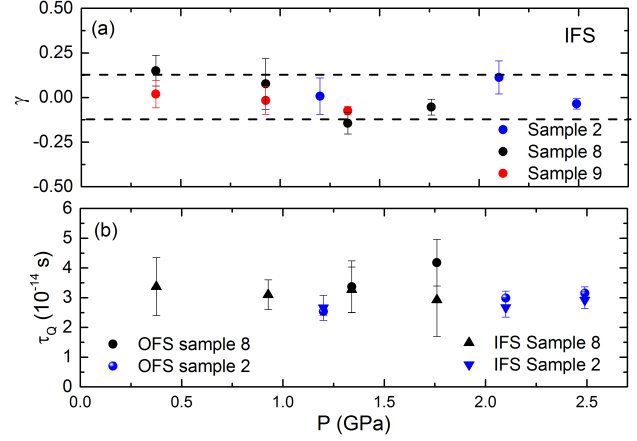 (a)
IFS
0.50
0.25
0.00
-0.25
-0.50
γ
Sample 2
Sample 8
Sample 9
(b)
6
5
4
3
2
1
0
τQ (10-14 s)
OFS sample 8
OFS sample 2
IFS Sample 8
IFS Sample 2
0.0 0.5 1.0 1.5 2.0 2.5
P (GPa)